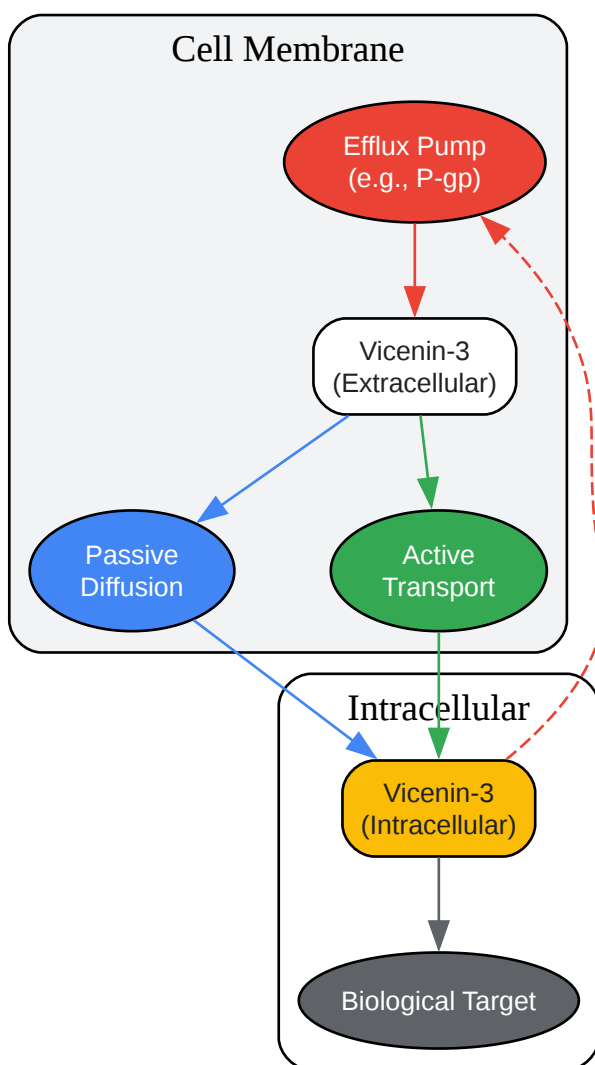 Cell Membrane
Efflux Pump
(e.g., P-gp)
Vicenin-3
(Extracellular)
Passive
Diffusion
Active
Transport
Intracellular
Vicenin-3
(Intracellular)
Biological Target